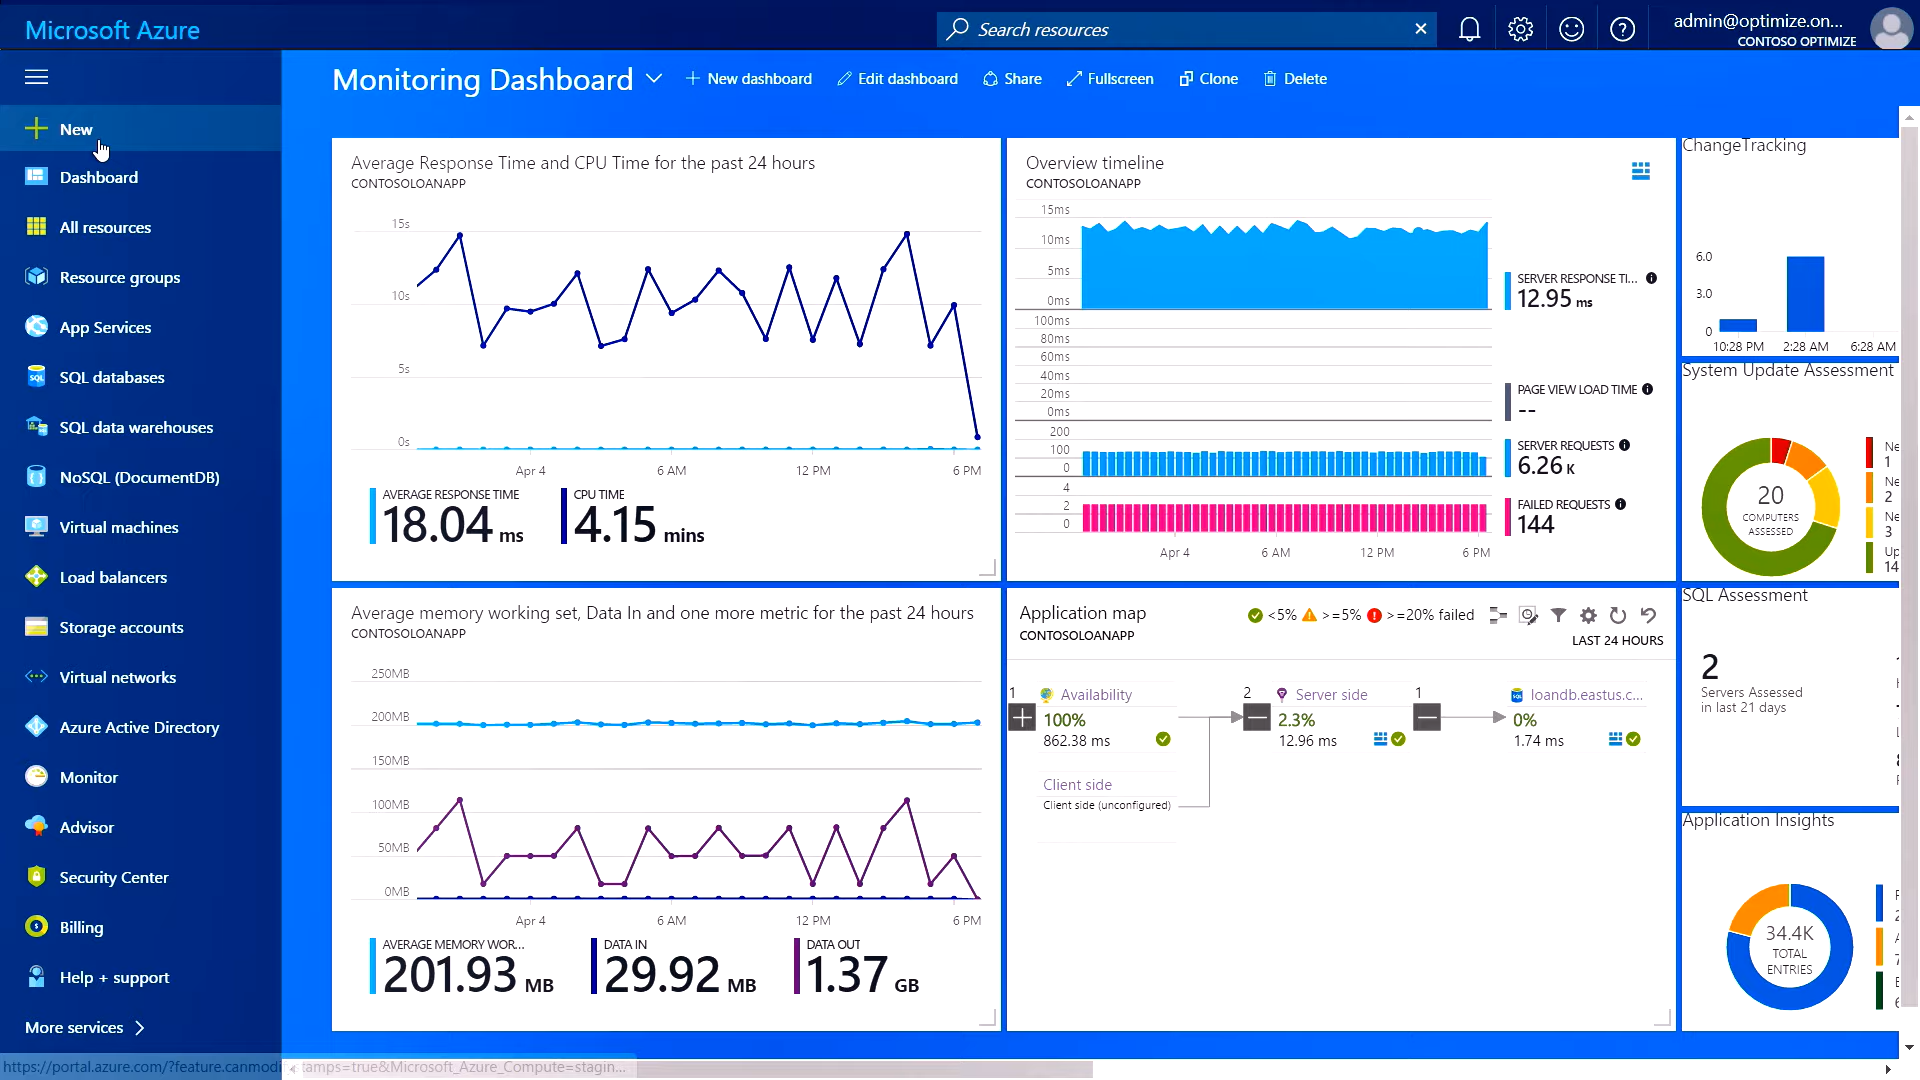 Microsoft Azure
Search resources
admin@optimize.on...
CONTOSO OPTIMIZE
Monitoring Dashboard
New dashboard
Edit dashboard
Share
Fullscreen
Clone
Delete
New
Dashboard
All resources
Resource groups
App Services
SQL databases
SQL data warehouses
NoSQL (DocumentDB)
Virtual machines
Load balancers
Storage accounts
Virtual networks
Azure Active Directory
Monitor
Advisor
Security Center
Billing
Help + support
More services
https://portal.azure.com/?feature.canmodi
tamps=true&Microsoft_Azure_Compute=stagin...
Average Response Time and CPU Time for the past 24 hours
CONTOSOLOANAPP
15s
10s
5s
0s
Apr 4
6 AM
12 PM
6 PM
AVERAGE RESPONSE TIME
18.04 ms
CPU TIME
4.15 mins
Overview timeline
CONTOSOLOANAPP
15ms
10ms
5ms
0ms
100ms
80ms
60ms
40ms
20ms
0ms
200
100
0
4
2
0
Apr 4
6 AM
12 PM
6 PM
SERVER RESPONSE TI...
12.95 ms
PAGE VIEW LOAD TIME
--
SERVER REQUESTS
6.26 K
FAILED REQUESTS
144
ChangeTracking
6.0
3.0
0
10:28 PM
2:28 AM
6:28 AM
System Update Assessment
20
COMPUTERS
ASSESSED
Ne
1
Ne
2
Ne
3
Up
14
Average memory working set, Data In and one more metric for the past 24 hours
CONTOSOLOANAPP
250MB
200MB
150MB
100MB
50MB
0MB
Apr 4
6 AM
12 PM
6 PM
AVERAGE MEMORY WOR...
201.93 MB
DATA IN
29.92 MB
DATA OUT
1.37 GB
Application map
CONTOSOLOANAPP
<5%
>=5%
>=20% failed
LAST 24 HOURS
1
Availability
100%
862.38 ms
Client side
Client side (unconfigured)
2
Server side
2.3%
12.96 ms
1
loandb.eastus.c...
0%
1.74 ms
SQL Assessment
2
Servers Assessed
in last 21 days
Application Insights
34.4K
TOTAL
ENTRIES